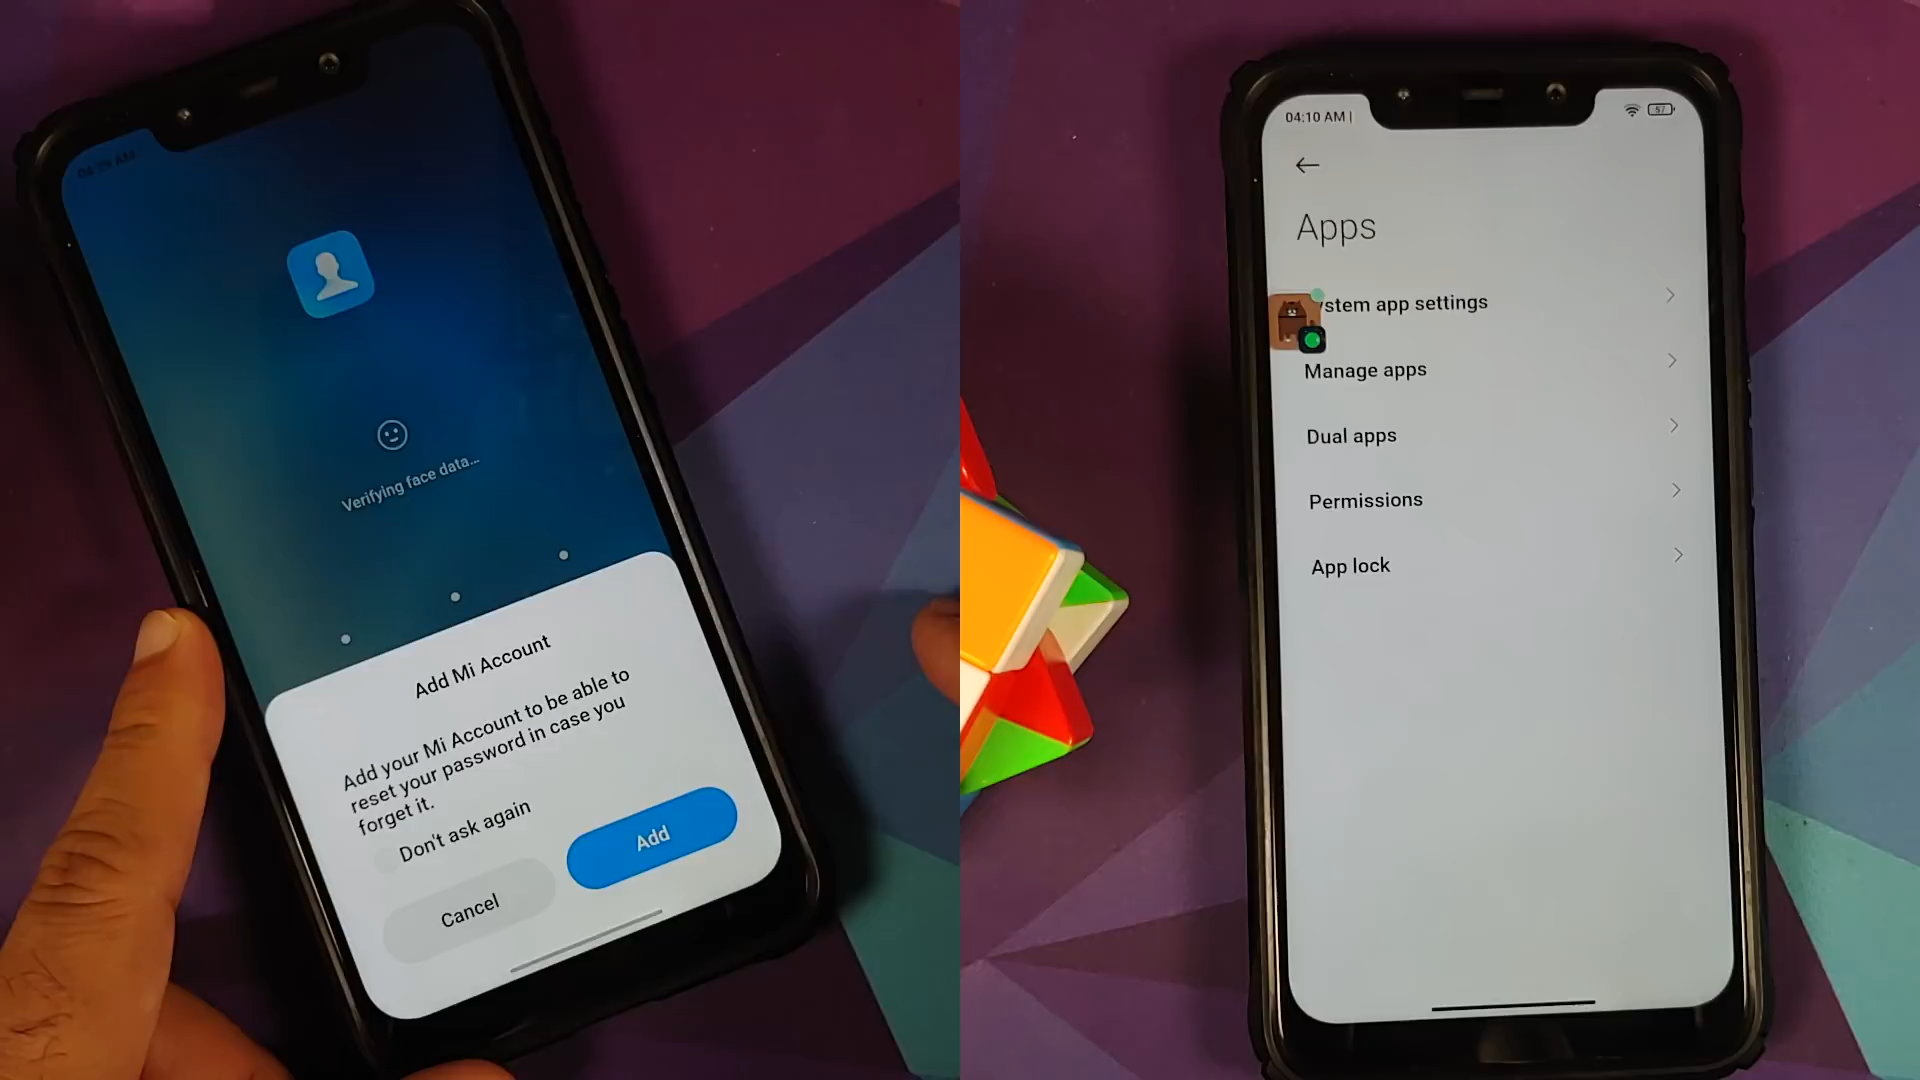 Verifying face data...
Add Mi Account
Add your Mi Account to be able to
reset your password in case you
forget it.
Don't ask again
Cancel
Add
04:10 AM |
57
Apps
ystem app settings
Manage apps
Dual apps
Permissions
App lock